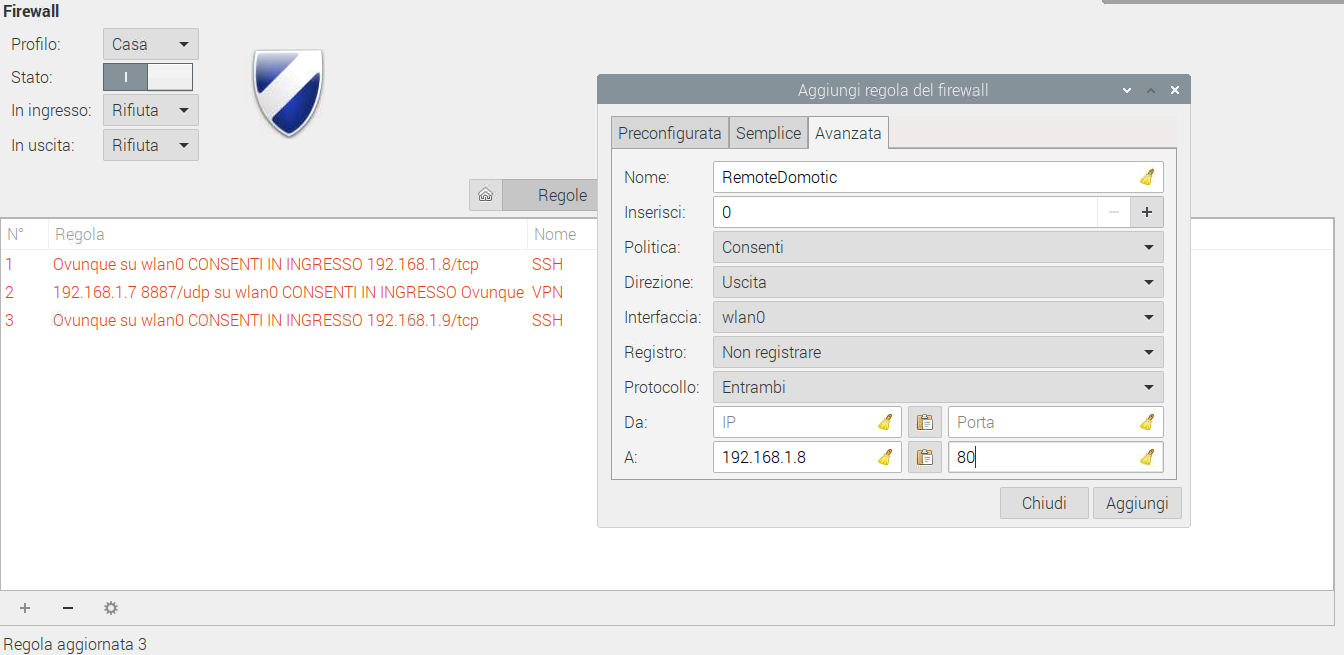 Firewall
Profilo: Casa
Stato: I
In ingresso: Rifiuta
In uscita: Rifiuta
Regole
N° Regola Nome
1 Ovunque su wlan0 CONSENTI IN INGRESSO 192.168.1.8/tcp SSH
2 192.168.1.7 8887/udp su wlan0 CONSENTI IN INGRESSO Ovunque VPN
3 Ovunque su wlan0 CONSENTI IN INGRESSO 192.168.1.9/tcp SSH
Regola aggiornata 3
Aggiungi regola del firewall
Preconfigurata Semplice Avanzata
Nome: RemoteDomotic
Inserisci: 0
Politica: Consenti
Direzione: Uscita
Interfaccia: wlan0
Registro: Non registrare
Protocollo: Entrambi
Da: IP Porta
A: 192.168.1.8 80
Chiudi Aggiungi